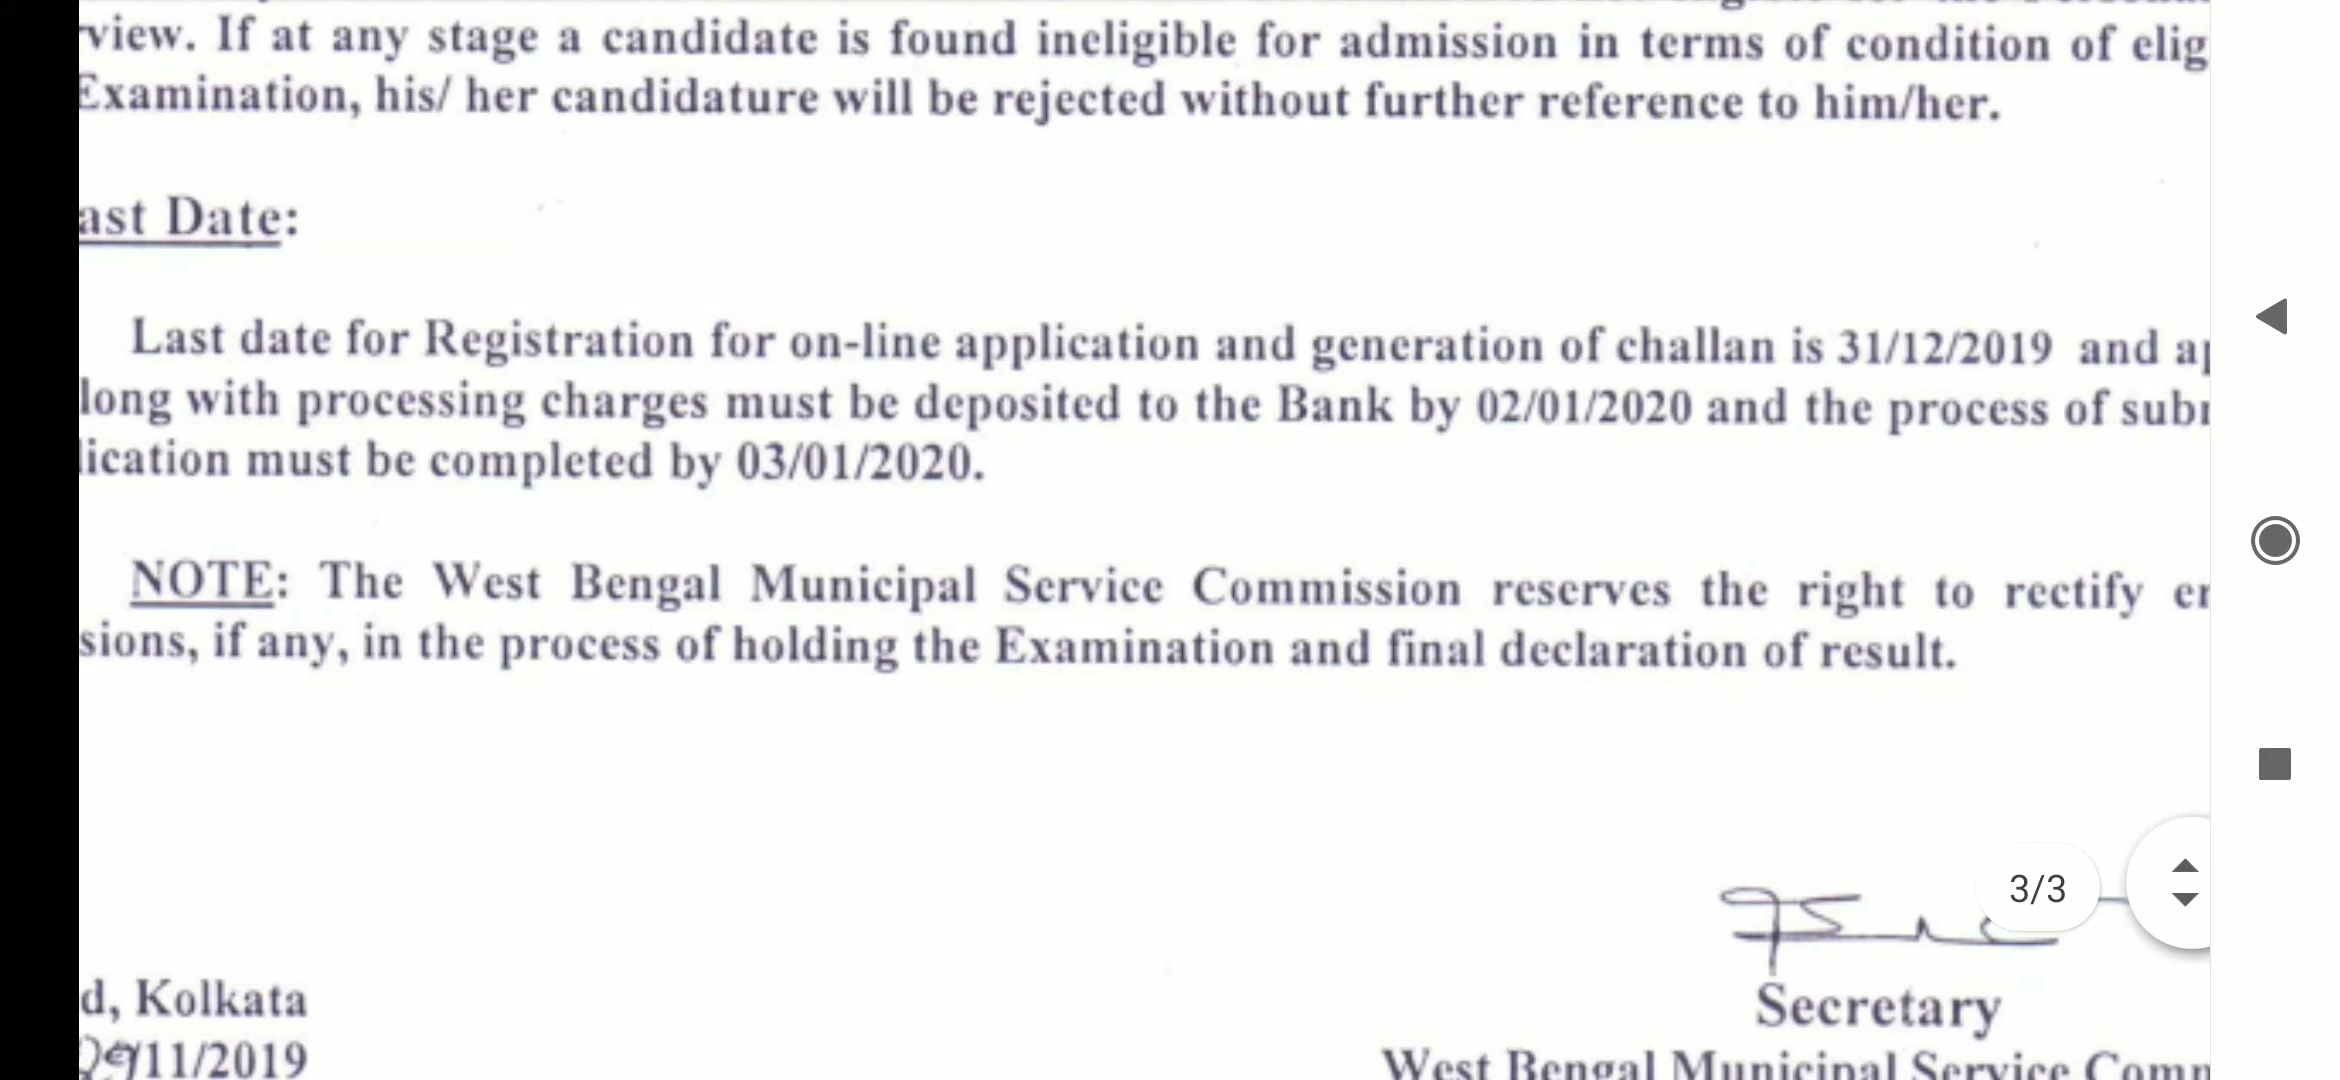 view. If at any stage a candidate is found ineligible for admission in terms of condition of elig
Examination, his/ her candidature will be rejected without further reference to him/her.
ast Date:
Last date for Registration for on-line application and generation of challan is 31/12/2019 and ap
long with processing charges must be deposited to the Bank by 02/01/2020 and the process of subm
lication must be completed by 03/01/2020.
NOTE: The West Bengal Municipal Service Commission reserves the right to rectify er
sions, if any, in the process of holding the Examination and final declaration of result.
3/3
d, Kolkata
Secretary
29/11/2019
West Bengal Municipal Service Comm